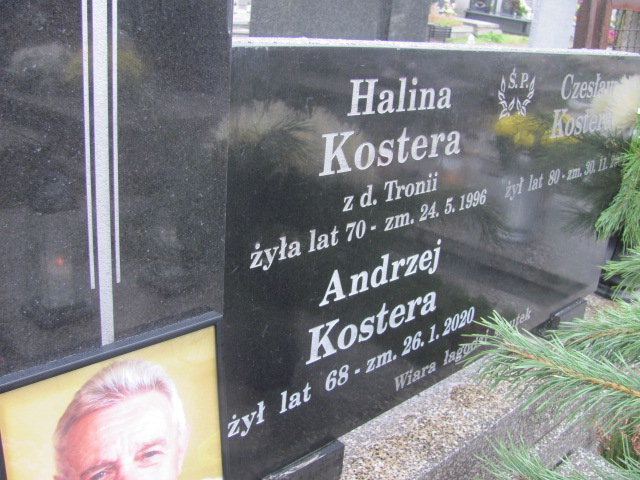 Halina
Kostera
z d. Tronii
żyła lat 70 - zm. 24. 5. 1996
Andrzej
Kostera
żył lat 68 - zm. 26. 1. 2020
Ś.P.
Kostera
żył lat 80 - zm. 30. 11.
Wiara